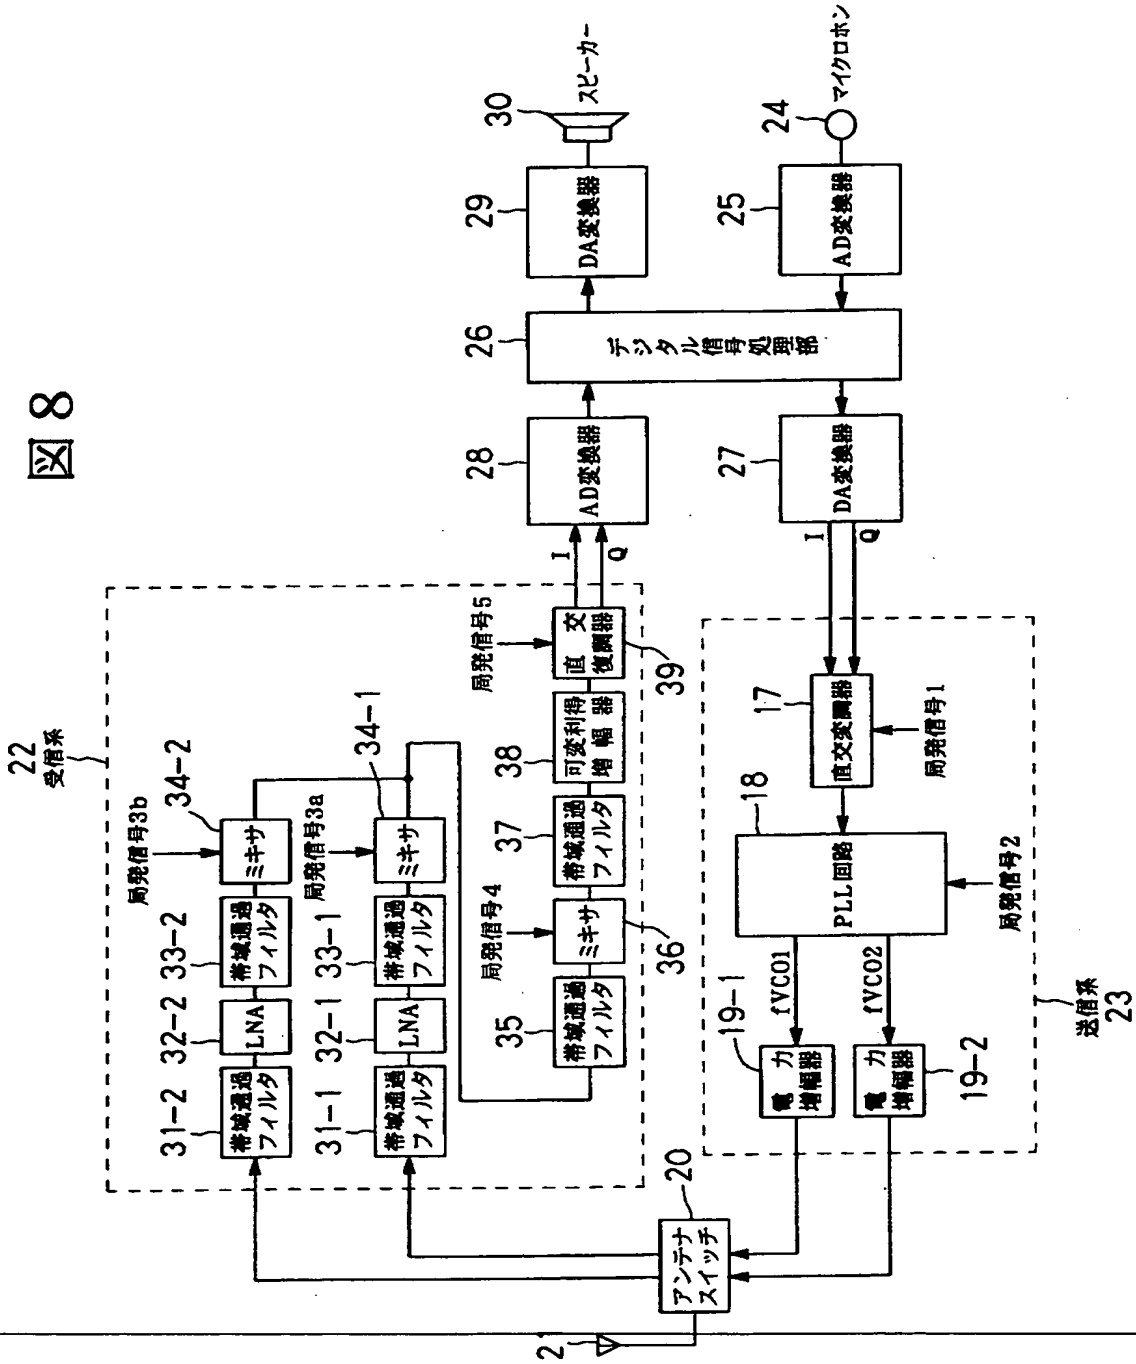 図8
22
受信系
局発信号3b
34-2
ミキサ
33-2
帯域通過
フィルタ
32-2
LNA
31-2
帯域通過
フィルタ
局発信号3a
34-1
ミキサ
33-1
帯域通過
フィルタ
32-1
LNA
31-1
帯域通過
フィルタ
35
帯域通過
フィルタ
局発信号4
ミキサ
36
37
帯域通過
フィルタ
38
可変利得
増幅器
局発信号5
直交
復調器
39
I
Q
28
AD変換器
26
デジタル信号処理部
29
DA変換器
30
スピーカー
24
マイクロホン
25
AD変換器
27
DA変換器
I
Q
17
直交変調器
局発信号1
18
PLL回路
局発信号2
fVCO1
fVCO2
19-1
電力
増幅器
電力
増幅器
19-2
送信系
23
20
アンテナ
スイッチ
21